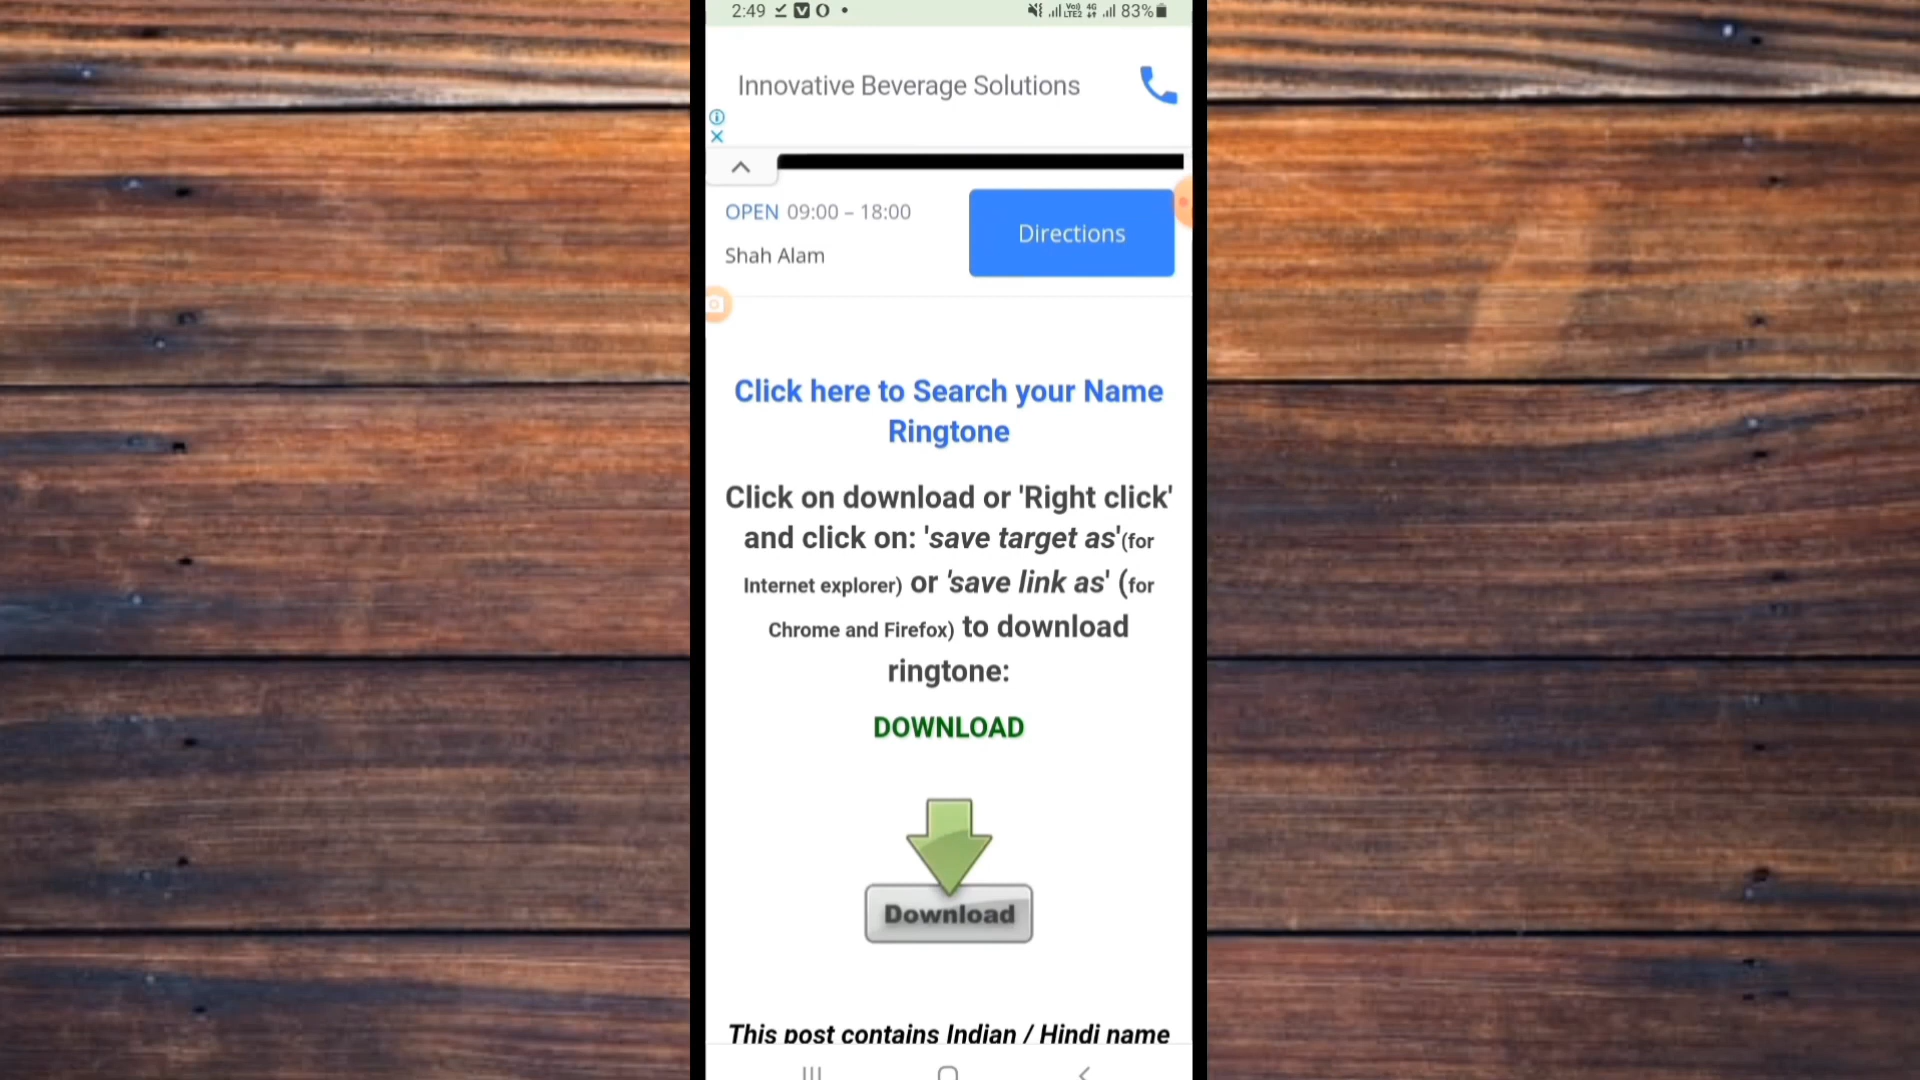 2:49
83%
Innovative Beverage Solutions
OPEN 09:00 – 18:00
Directions
Shah Alam
Click here to Search your Name
Ringtone
Click on download or 'Right click'
and click on: 'save target as'(for
Internet explorer) or 'save link as' (for
Chrome and Firefox) to download
ringtone:
DOWNLOAD
Download
This post contains Indian / Hindi name